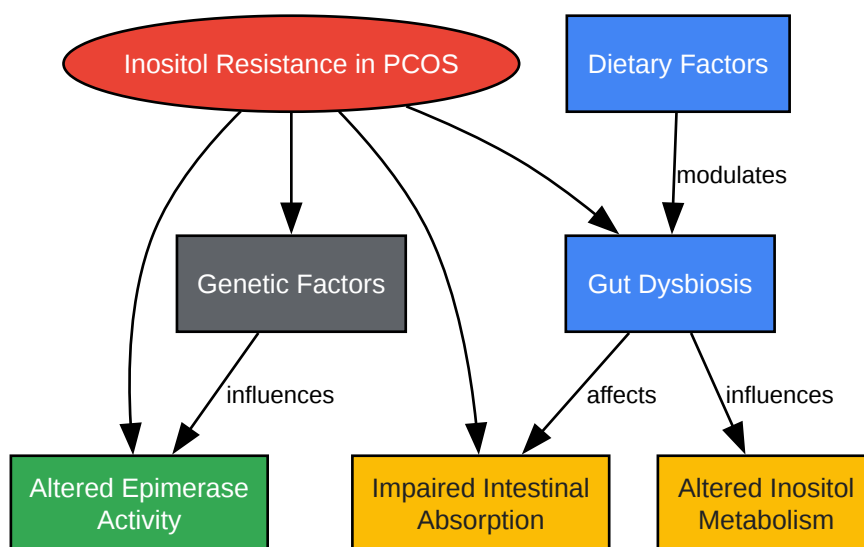 Inositol Resistance in PCOS
Dietary Factors
modulates
Genetic Factors
Gut Dysbiosis
influences
affects
influences
Altered Epimerase
Activity
Impaired Intestinal
Absorption
Altered Inositol
Metabolism